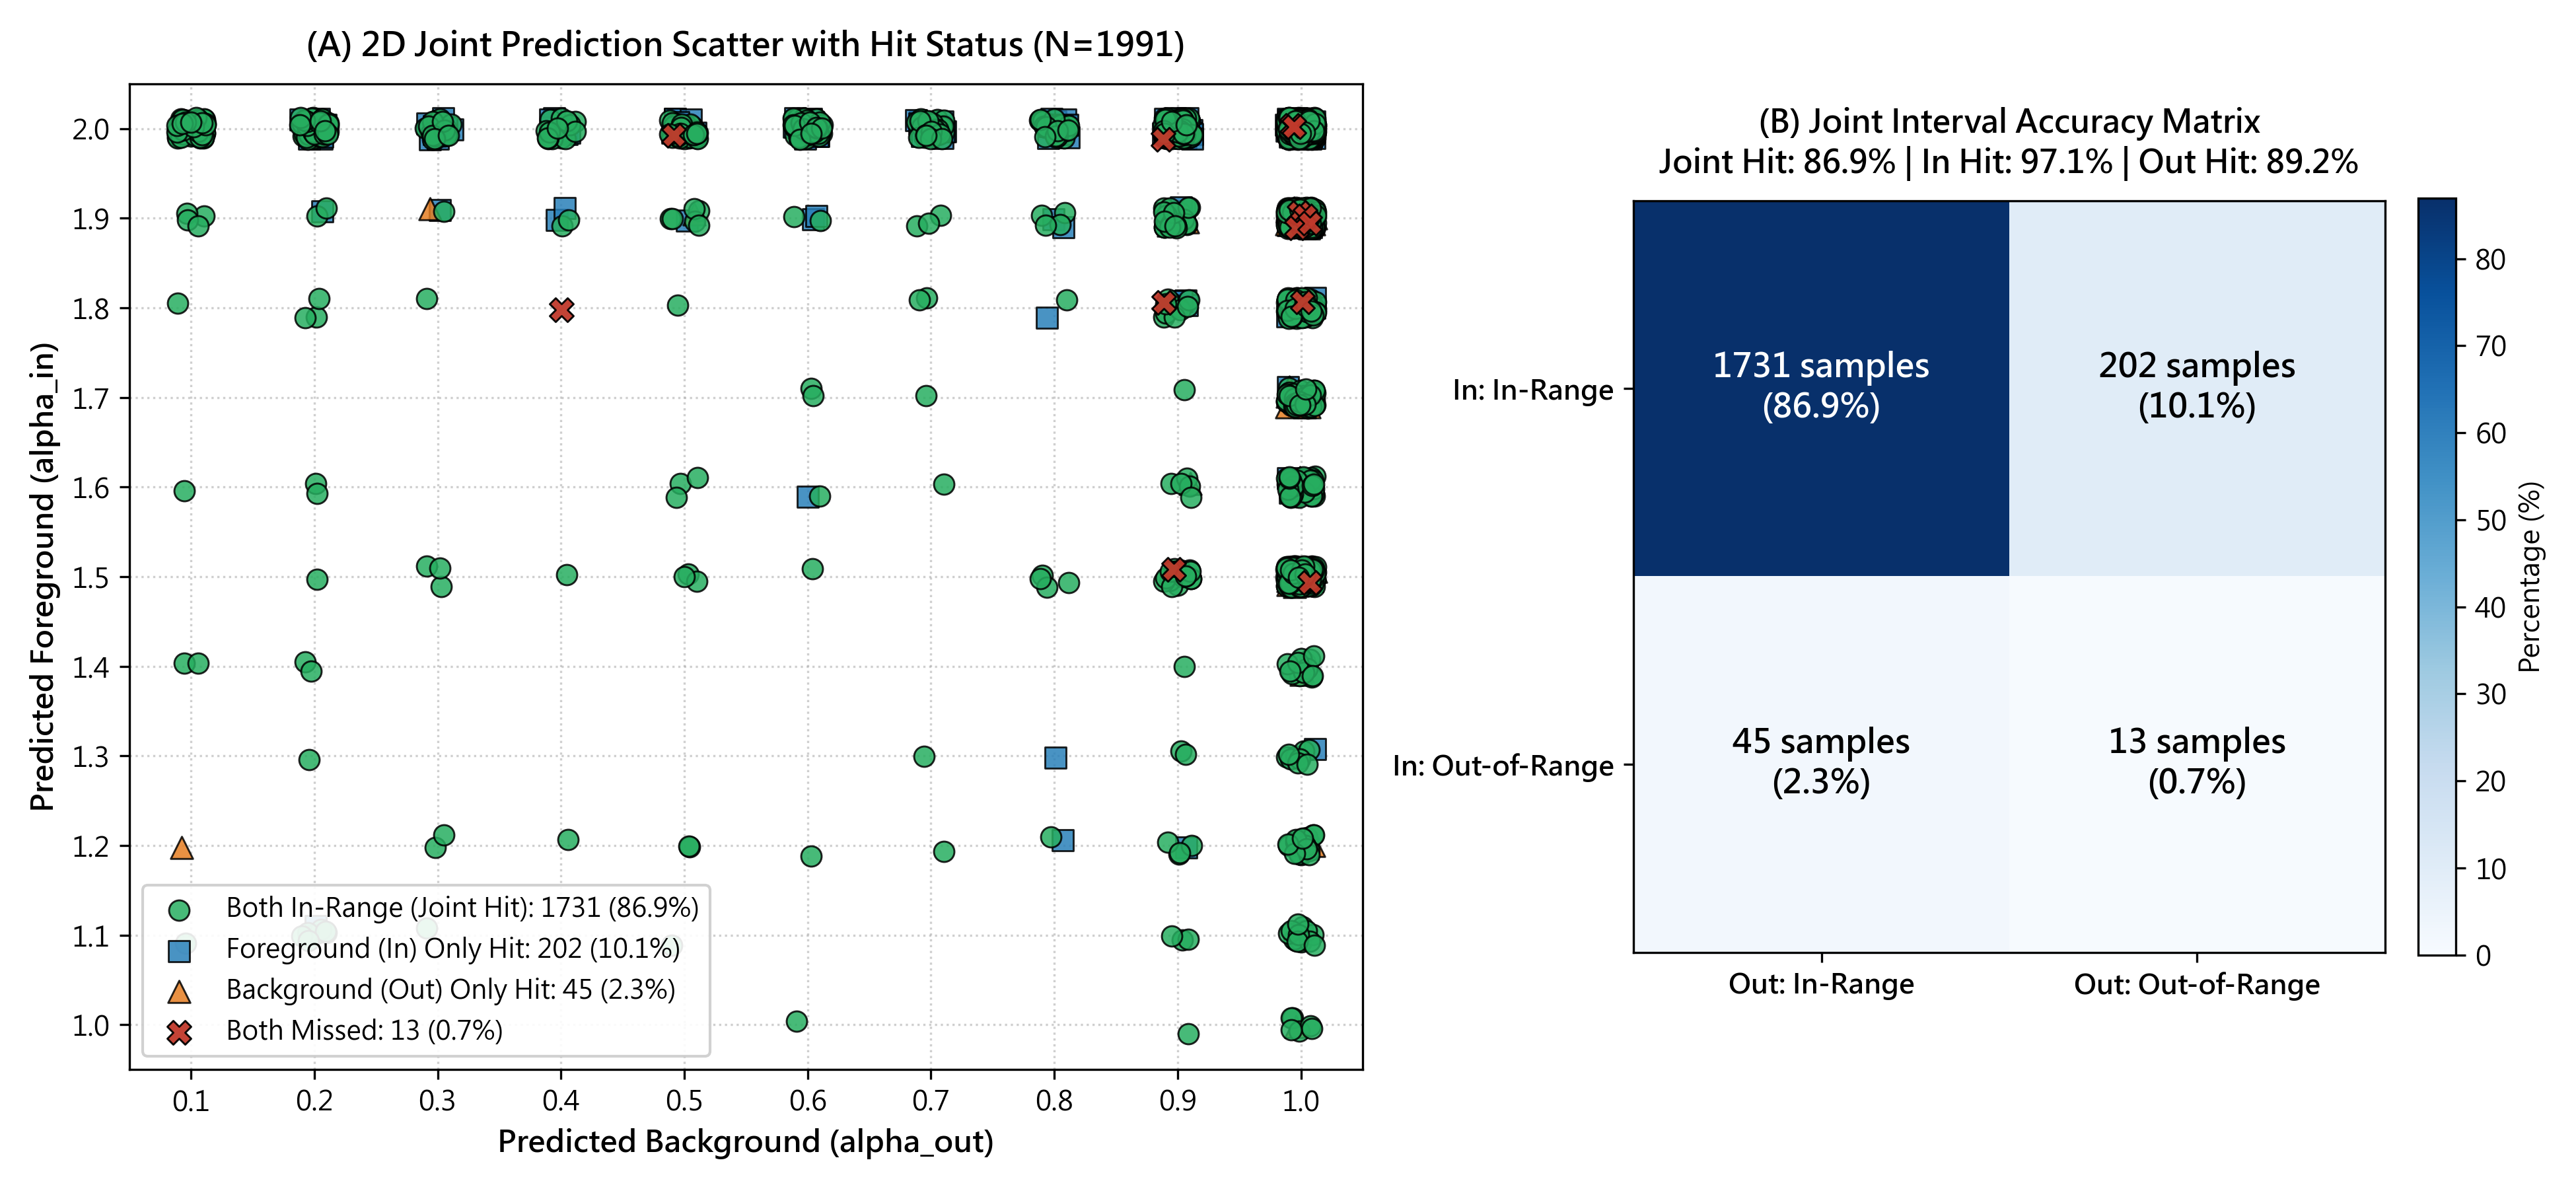 (A) 2D Joint Prediction Scatter with Hit Status (N=1991)
Predicted Foreground (alpha_in)
2.0
1.9
1.8
1.7
1.6
1.5
1.4
1.3
1.2
1.1
1.0
Both In-Range (Joint Hit): 1731 (86.9%)
Foreground (In) Only Hit: 202 (10.1%)
Background (Out) Only Hit: 45 (2.3%)
Both Missed: 13 (0.7%)
0.1 0.2 0.3 0.4 0.5 0.6 0.7 0.8 0.9 1.0
Predicted Background (alpha_out)
(B) Joint Interval Accuracy Matrix
Joint Hit: 86.9% | In Hit: 97.1% | Out Hit: 89.2%
In: In-Range
In: Out-of-Range
1731 samples
(86.9%)
202 samples
(10.1%)
45 samples
(2.3%)
13 samples
(0.7%)
Out: In-Range
Out: Out-of-Range
80
70
60
50
40
30
20
10
0
Percentage (%)